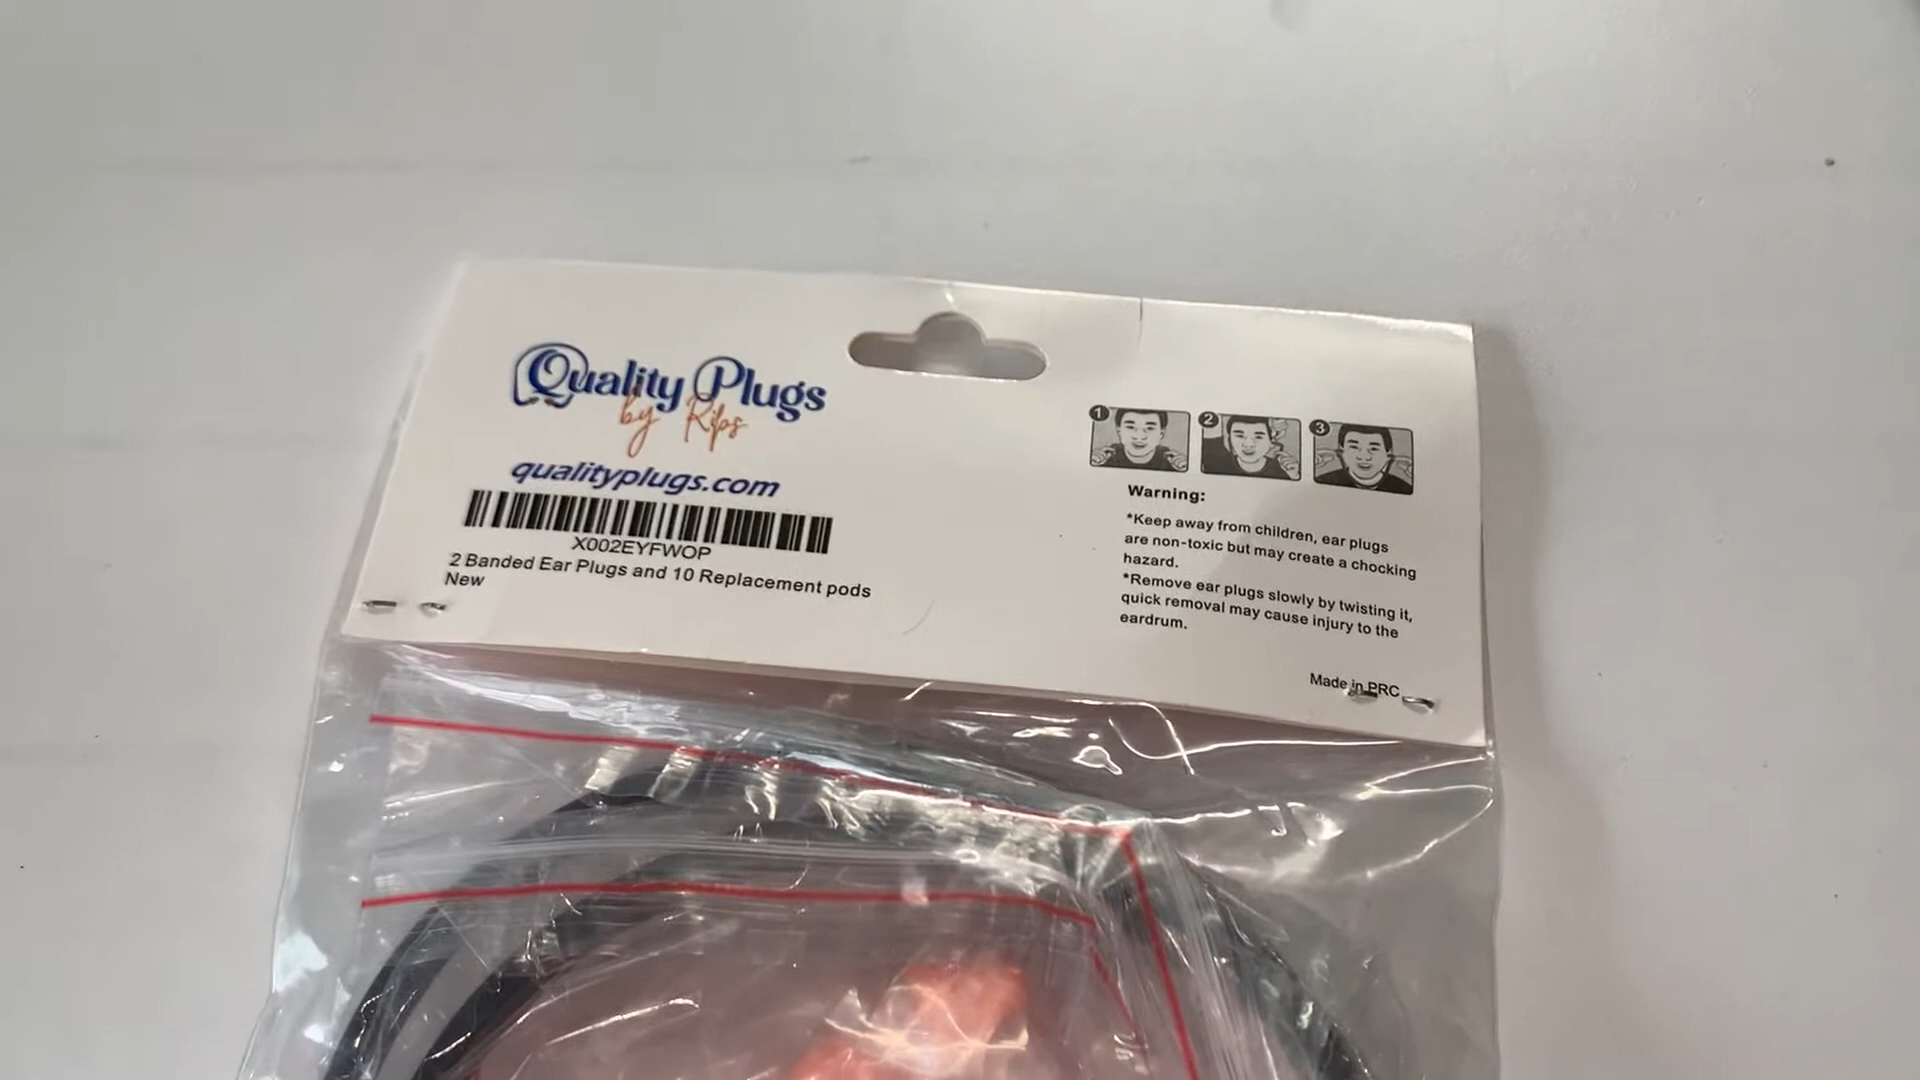 Quality Plugs
by Rips
qualityplugs.com
X002EYFWOP
2 Banded Ear Plugs and 10 Replacement pods
New
1 2 3
Warning:
*Keep away from children, ear plugs
are non-toxic but may create a chocking
hazard.
*Remove ear plugs slowly by twisting it,
quick removal may cause injury to the
eardrum.
Made in PRC